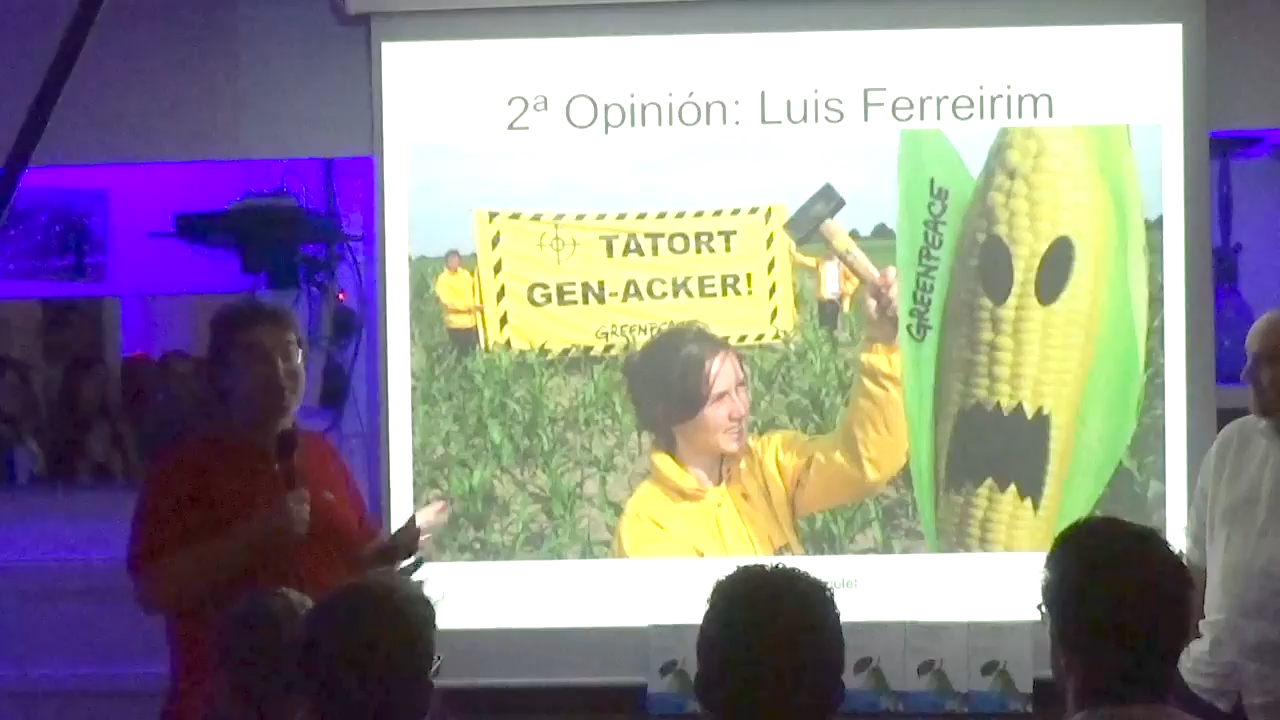 2ª Opinión: Luis Ferreirim
TATORT
GEN-ACKER!
GREENPEACE
GREENPEACE